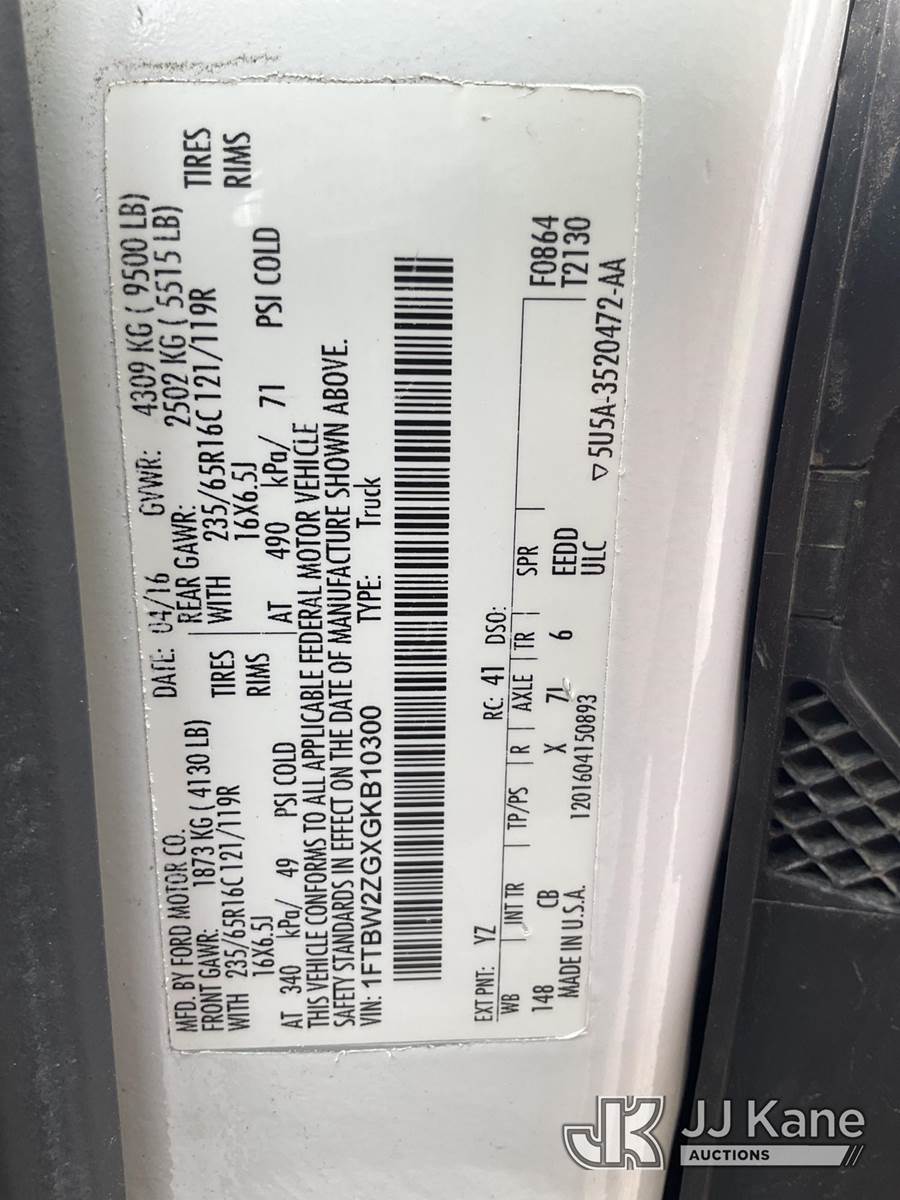 MFD. BY FORD MOTOR CO.
DATE: 04/16 GVWR: 4309 KG ( 9500 LB)
FRONT GAWR: 1873 KG ( 4130 LB) REAR GAWR: 2502 KG ( 5515 LB)
WITH 235/65R16C 121/119R TIRES WITH 235/65R16C 121/119R TIRES
16X6.5J RIMS 16X6.5J RIMS
AT 340 kPa/ 49 PSI COLD AT 490 kPa/ 71 PSI COLD
THIS VEHICLE CONFORMS TO ALL APPLICABLE FEDERAL MOTOR VEHICLE
SAFETY STANDARDS IN EFFECT ON THE DATE OF MANUFACTURE SHOWN ABOVE.
VIN: 1FTBW2ZGXGKB10300 TYPE: Truck
EXT PNT: YZ RC: 41 DSO:
WB INT TR TP/PS R AXLE TR SPR F0864
148 CB X 7L 6 EEDD T2130
MADE IN U.S.A. 1201604150893 ULC ▽5U5A-3520472-AA
JK JJ Kane
AUCTIONS